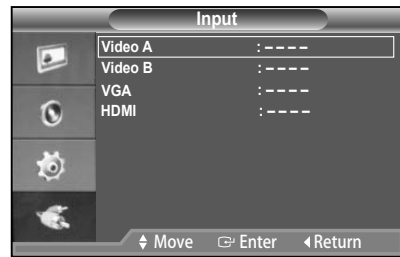 Input
Video A : ----
Video B : ----
VGA : ----
HDMI : ----
Move Enter Return